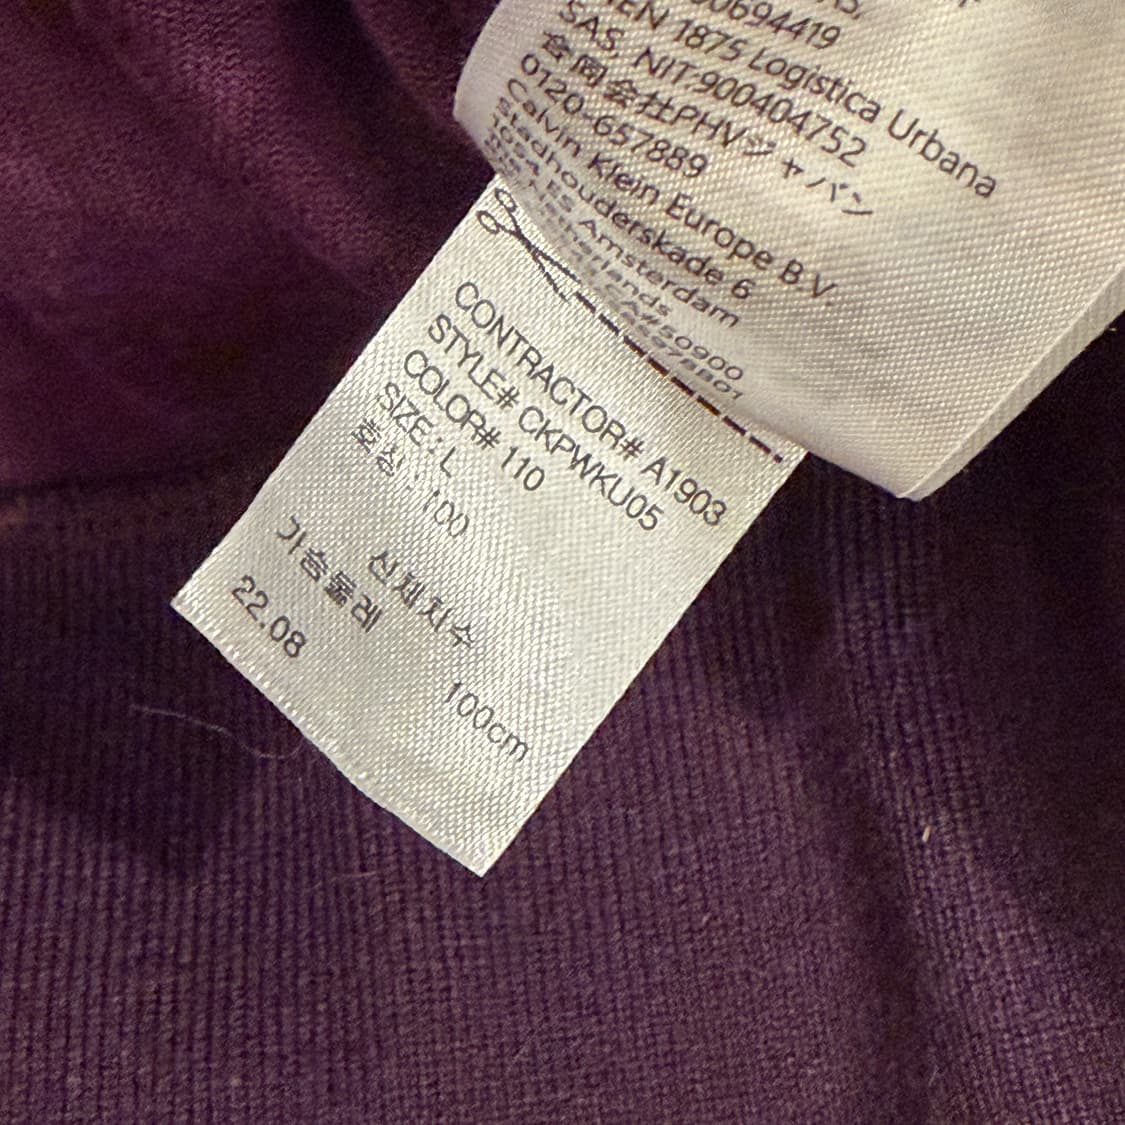 0694419
1875 Logistica Urbana
SAS. NIT:900404752
合同会社PHVジャパン
0120-657889
Calvin Klein Europe B.V.
Stadhouderskade 6
Amsterdam
CONTRACTOR# A1903
STYLE# CKPWKU05
COLOR# 110
SIZE : L
호칭 : 100
신체치수
가슴둘레 100cm
22.08